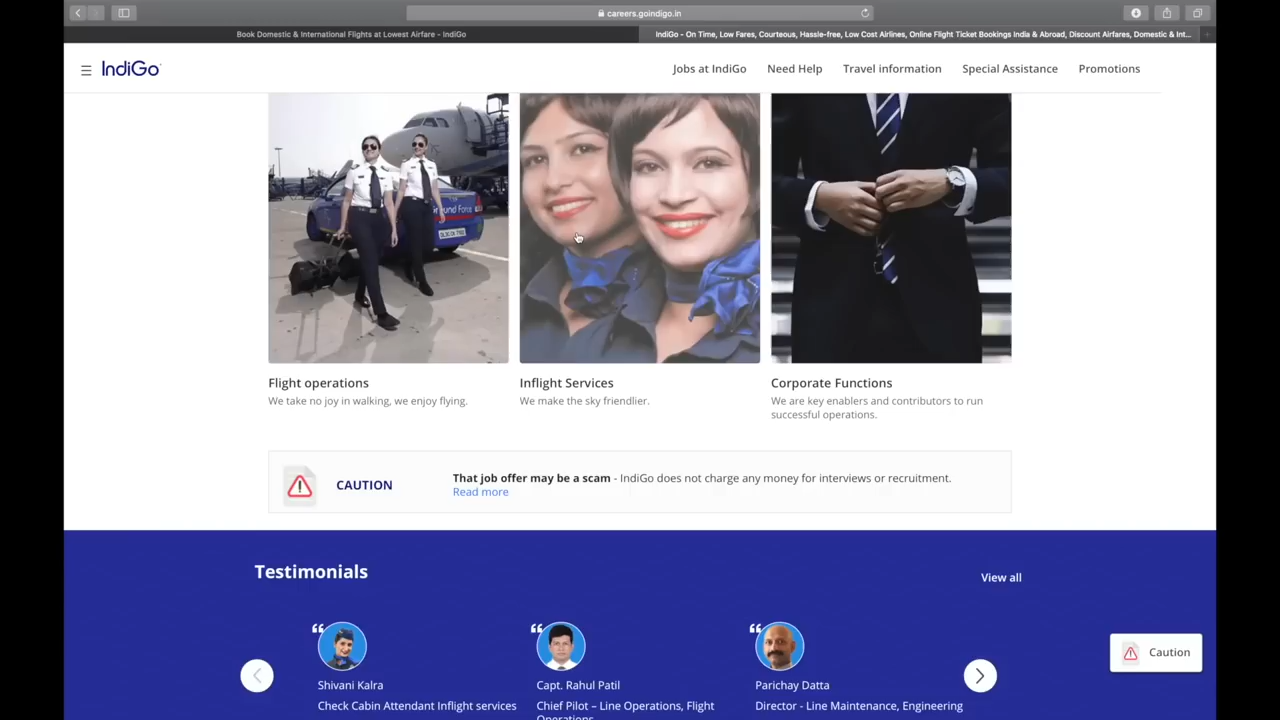 careers.goindigo.in
Book Domestic & International Flights at Lowest Airfare - IndiGo
IndiGo - On Time, Low Fares, Courteous, Hassle-free, Low Cost Airlines, Online Flight Ticket Bookings India & Abroad, Discount Airfares, Domestic & Int...
IndiGo
Jobs at IndiGo
Need Help
Travel information
Special Assistance
Promotions
Flight operations
We take no joy in walking, we enjoy flying.
Inflight Services
We make the sky friendlier.
Corporate Functions
We are key enablers and contributors to run
successful operations.
CAUTION
That job offer may be a scam - IndiGo does not charge any money for interviews or recruitment.
Read more
Testimonials
View all
Shivani Kalra
Check Cabin Attendant Inflight services
Capt. Rahul Patil
Chief Pilot – Line Operations, Flight
Operations
Parichay Datta
Director - Line Maintenance, Engineering
Caution